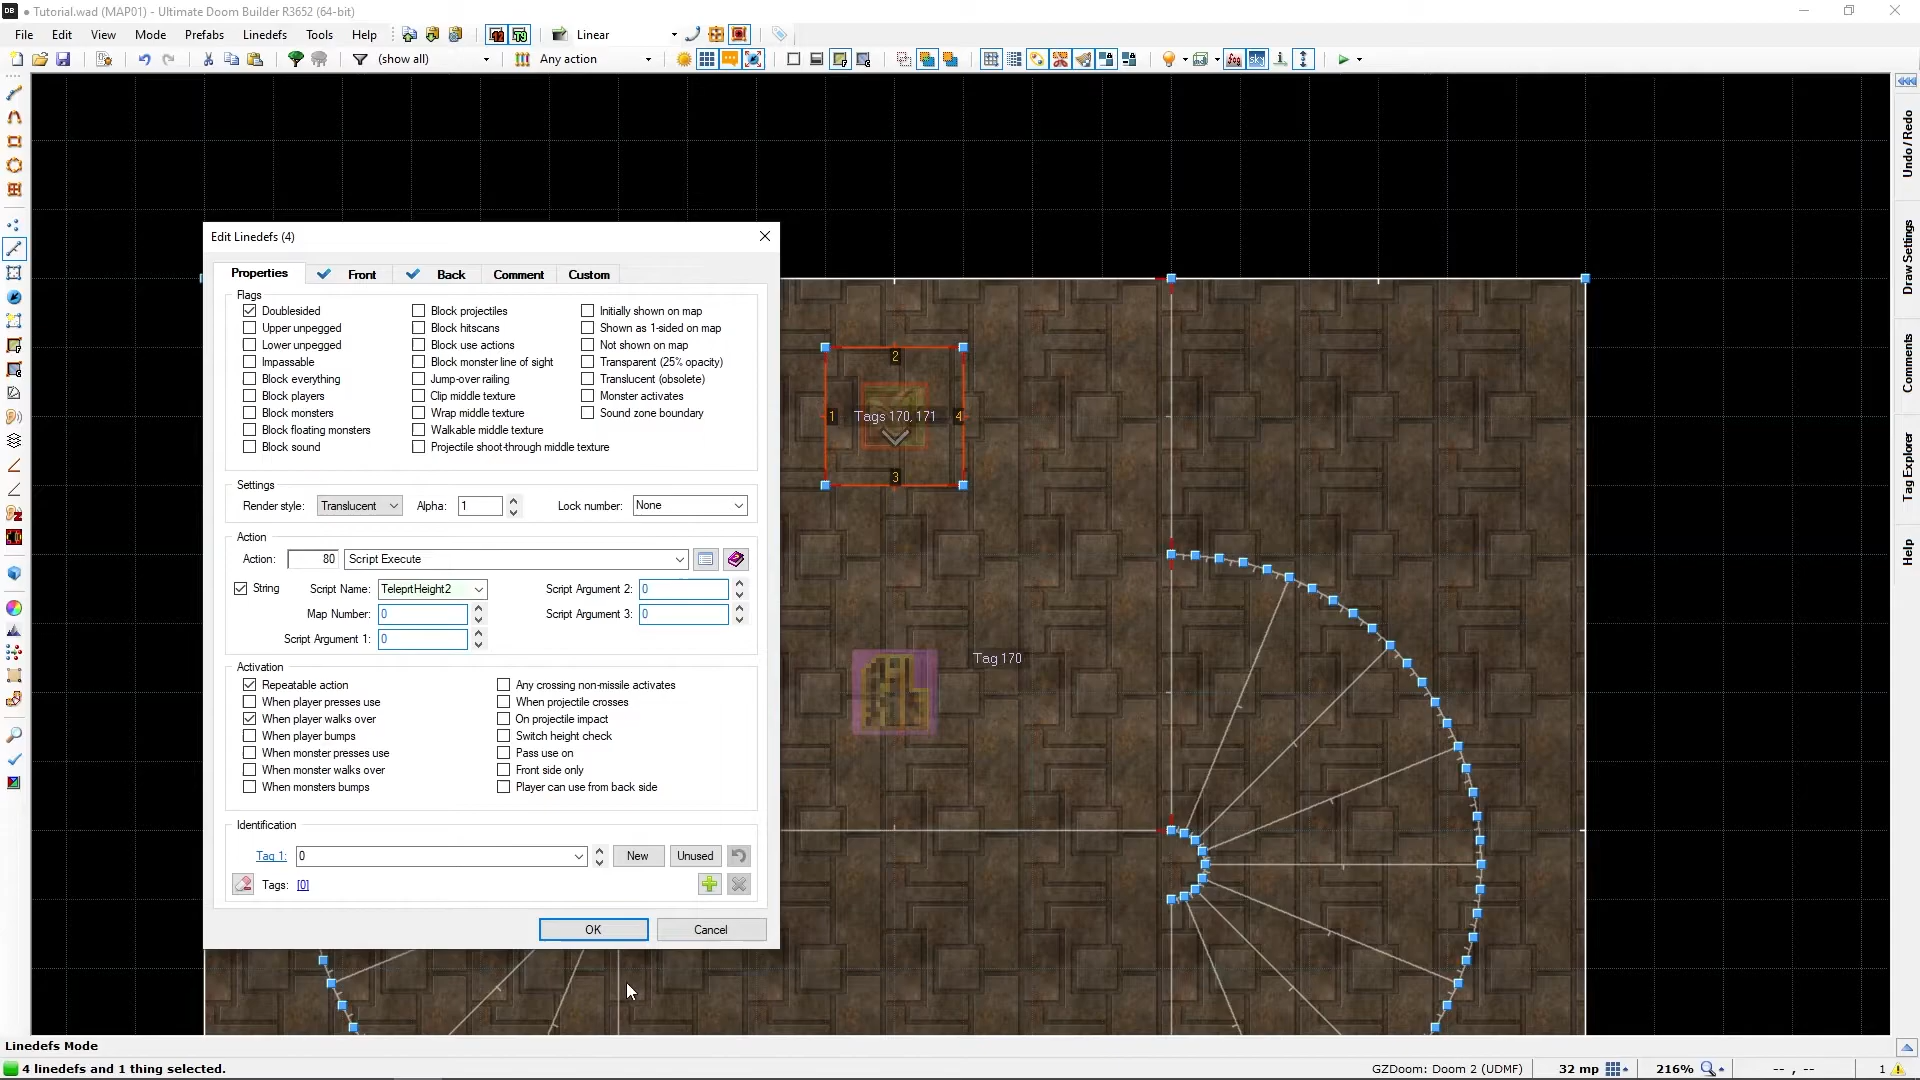 DB
• Tutorial.wad (MAP01) - Ultimate Doom Builder R3652 (64-bit)
File Edit View Mode Prefabs Linedefs Tools Help Linear
(show all) Any action
Undo / Redo
Draw Settings
Comments
Tag Explorer
Help
Edit Linedefs (4)
Properties Front Back Comment Custom
Flags
Doublesided Block projectiles Initially shown on map
Upper unpegged Block hitscans Shown as 1-sided on map
Lower unpegged Block use actions Not shown on map
Impassable Block monster line of sight Transparent (25% opacity)
Block everything Jump-over railing Translucent (obsolete)
Block players Clip middle texture Monster activates
Block monsters Wrap middle texture Sound zone boundary
Block floating monsters Walkable middle texture
Block sound Projectile shoot-through middle texture
Settings
Render style: Translucent Alpha: 1 Lock number: None
Action
Action: 80 Script Execute
String Script Name: TeleprtHeight2 Script Argument 2: 0
Map Number: 0 Script Argument 3: 0
Script Argument 1: 0
Activation
Repeatable action Any crossing non-missile activates
When player presses use When projectile crosses
When player walks over On projectile impact
When player bumps Switch height check
When monster presses use Pass use on
When monster walks over Front side only
When monsters bumps Player can use from back side
Identification
Tag 1: 0 New Unused
Tags: [0]
OK Cancel
2
1 Tags 170, 171 4
3
Tag 170
Linedefs Mode
4 linedefs and 1 thing selected. GZDoom: Doom 2 (UDMF) 32 mp 216% -- , -- 1